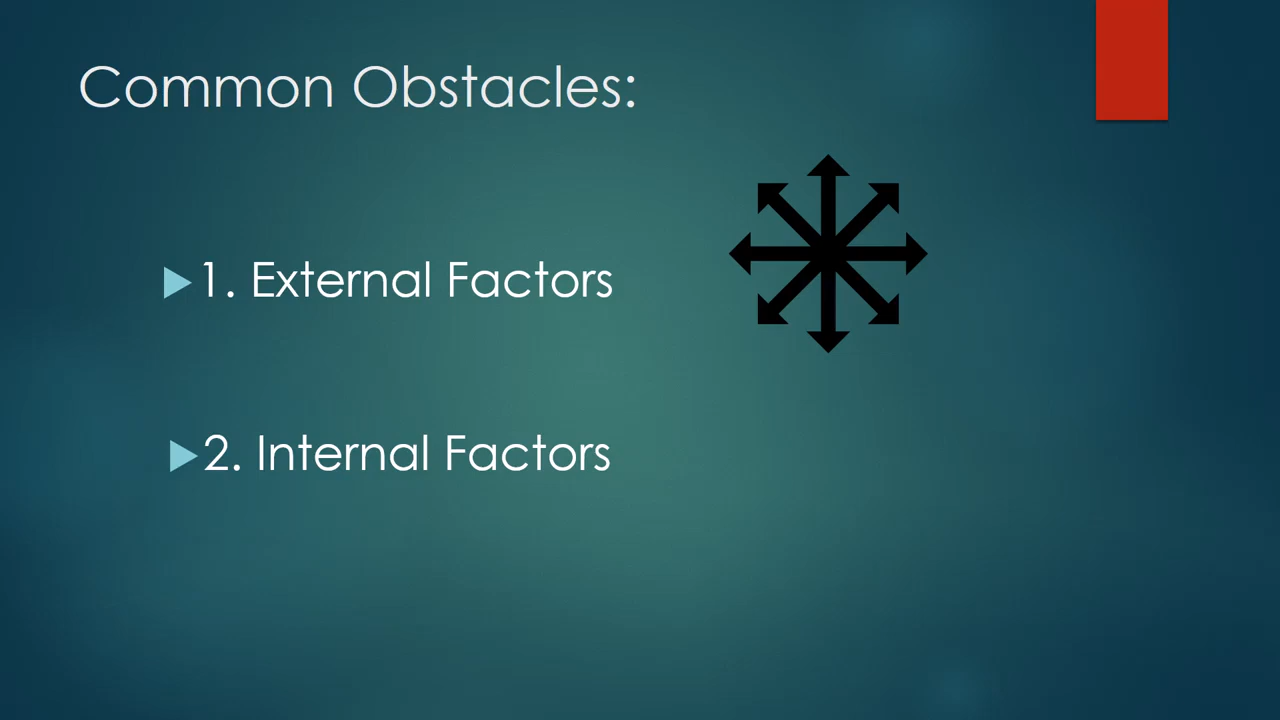 Common Obstacles:
1. External Factors
2. Internal Factors